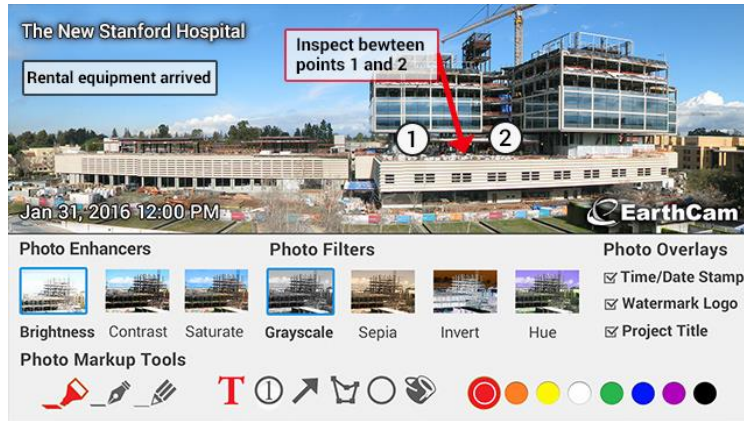 The New Stanford Hospital
Rental equipment arrived
Inspect bewteen
points 1 and 2
1
2
Jan 31, 2016 12:00 PM
EarthCam
Photo Enhancers
Photo Filters
Photo Overlays
Time/Date Stamp
Watermark Logo
Project Title
Brightness Contrast Saturate
Grayscale Sepia Invert Hue
Photo Markup Tools
T 1